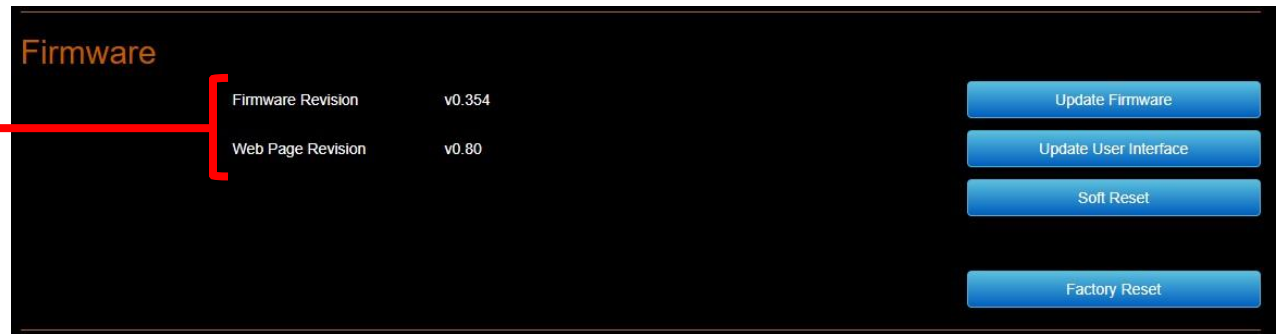 Firmware
Firmware Revision v0.354 Update Firmware
Web Page Revision v0.80 Update User Interface
Soft Reset
Factory Reset